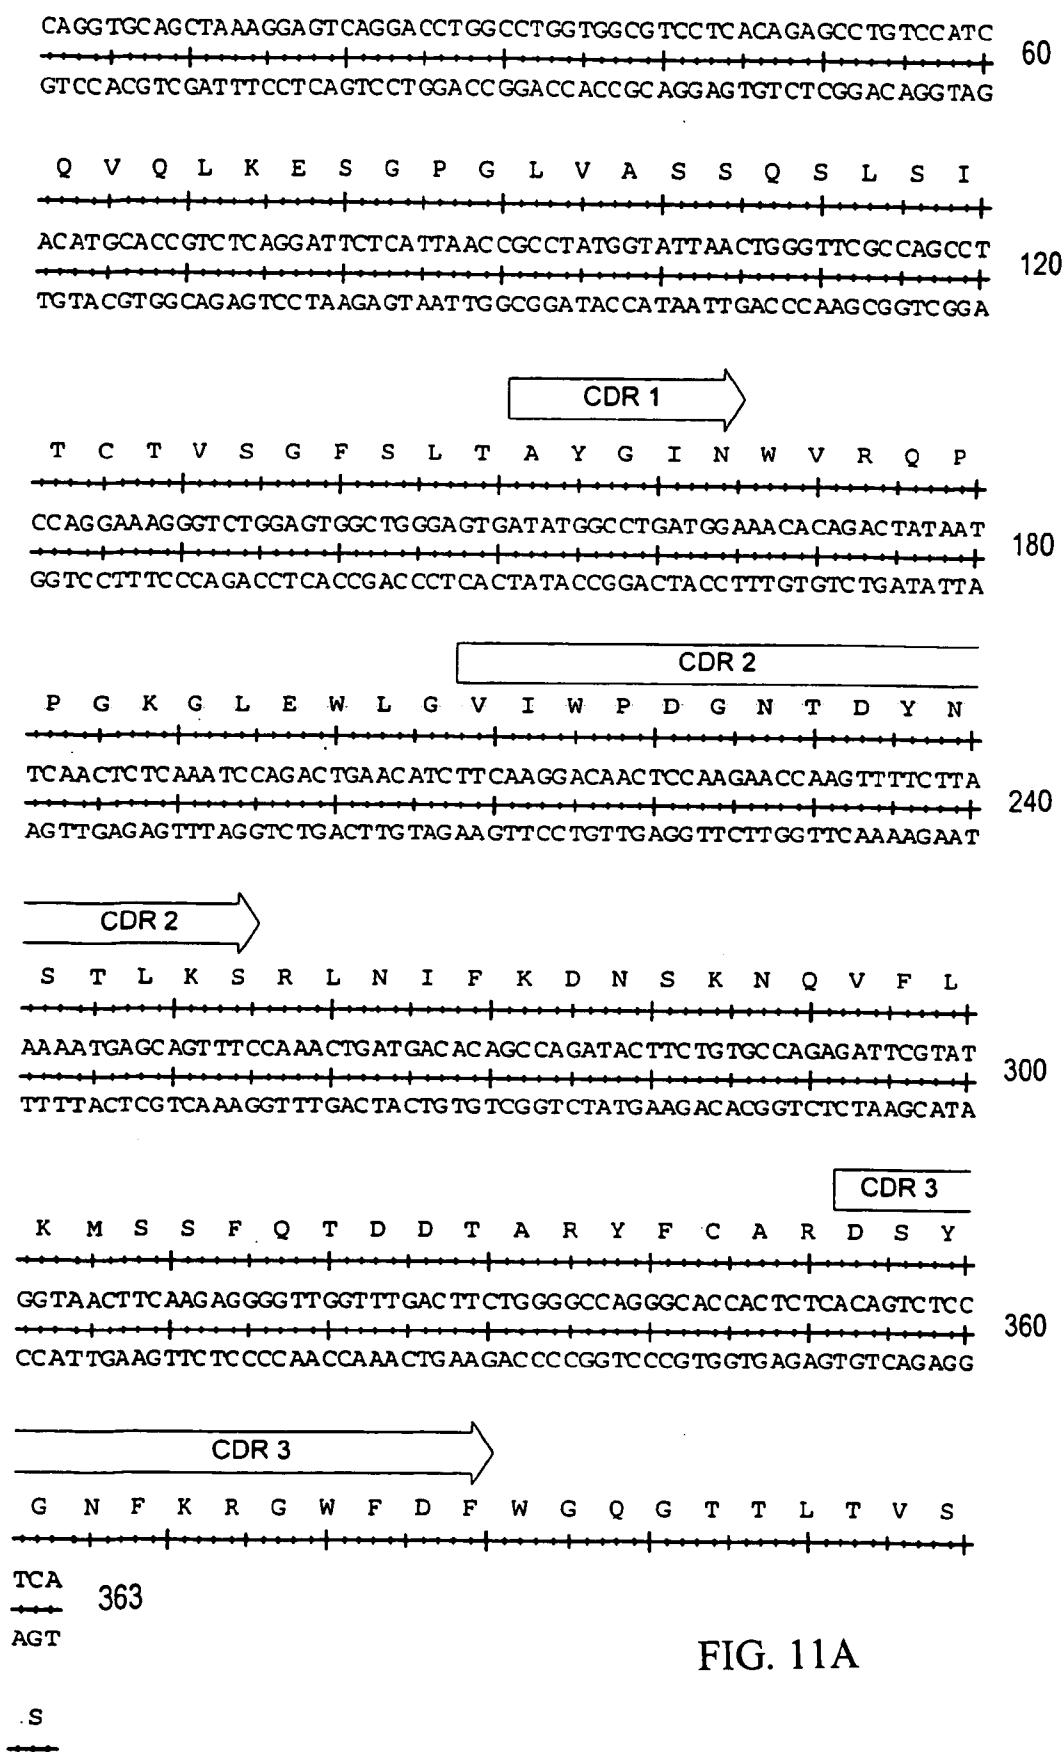 CAGGTGCAGCTAAAGGAGTCAGGACCTGGCCTGGTGGCGTCCTCACAGAGCCTGTCCATC
60
GTCCACGTCGATTTCCTCAGTCCTGGACCGGACCACCGCAGGAGTGTCTCGGACAGGTAG
Q V Q L K E S G P G L V A S S Q S L S I
ACATGCACCGTCTCAGGATTCTCATTAACCGCCTATGGTATTAACTGGGTTCGCCAGCCT
120
TGTACGTGGCAGAGTCCTAAGAGTAATTGGCGGATACCATAATTGACCCAAGCGGTCGGA
CDR 1
T C T V S G F S L T A Y G I N W V R Q P
CCAGGAAAGGGTCTGGAGTGGCTGGGAGTGATATGGCCTGATGGAAACACAGACTATAAT
180
GGTCCTTTCCCAGACCTCACCGACCCTCACTATACCGGACTACCTTTGTGTCTGATATTA
CDR 2
P G K G L E W L G V I W P D G N T D Y N
TCAACTCTCAAATCCAGACTGAACATCTTCAAGGACAACTCCAAGAACCAAGTTTTCTTA
240
AGTTGAGAGTTTAGGTCTGACTTGTAGAAGTTCCTGTTGAGGTTCTTGGTTCAAAAGAAT
CDR 2
S T L K S R L N I F K D N S K N Q V F L
AAAATGAGCAGTTTCCAAACTGATGACACAGCCAGATACTTCTGTGCCAGAGATTCGTAT
300
TTTTACTCGTCAAAGGTTTGACTACTGTGTCGGTCTATGAAGACACGGTCTCTAAGCATA
CDR 3
K M S S F Q T D D T A R Y F C A R D S Y
GGTAACTTCAAGAGGGGTTGGTTTGACTTCTGGGGCCAGGGCACCACTCTCACAGTCTCC
360
CCATTGAAGTTCTCCCCAACCAAACTGAAGACCCCGGTCCCGTGGTGAGAGTGTCAGAGG
CDR 3
G N F K R G W F D F W G Q G T T L T V S
TCA
363
AGT
FIG. 11A
S